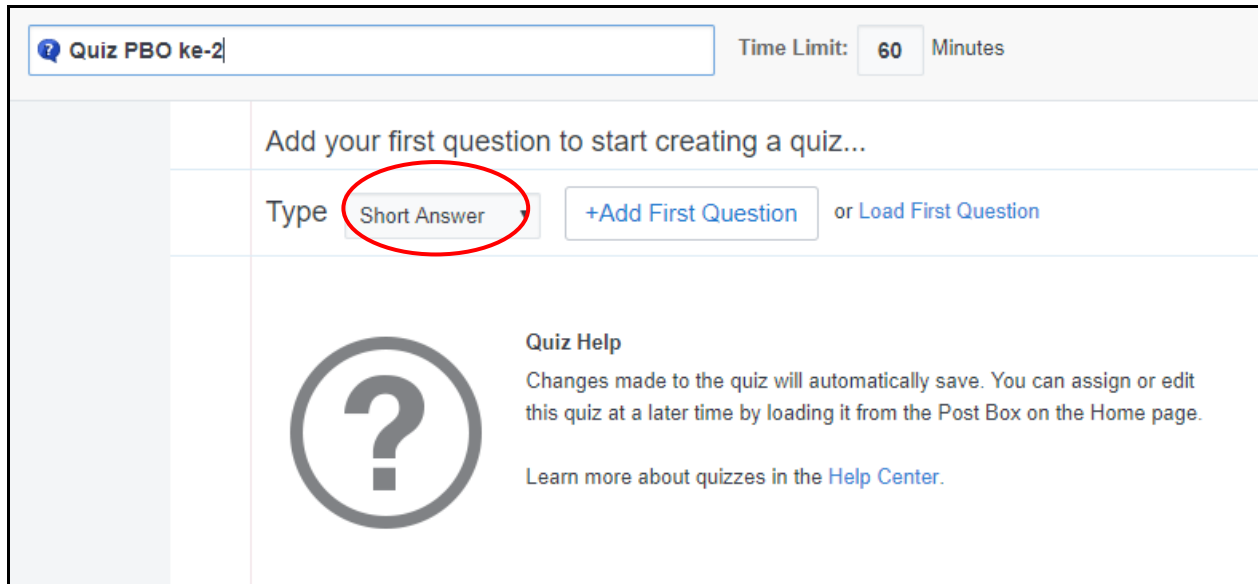 Quiz PBO ke-2 Time Limit: 60 Minutes
Add your first question to start creating a quiz...
Type Short Answer +Add First Question or Load First Question
Quiz Help
Changes made to the quiz will automatically save. You can assign or edit
this quiz at a later time by loading it from the Post Box on the Home page.
Learn more about quizzes in the Help Center.